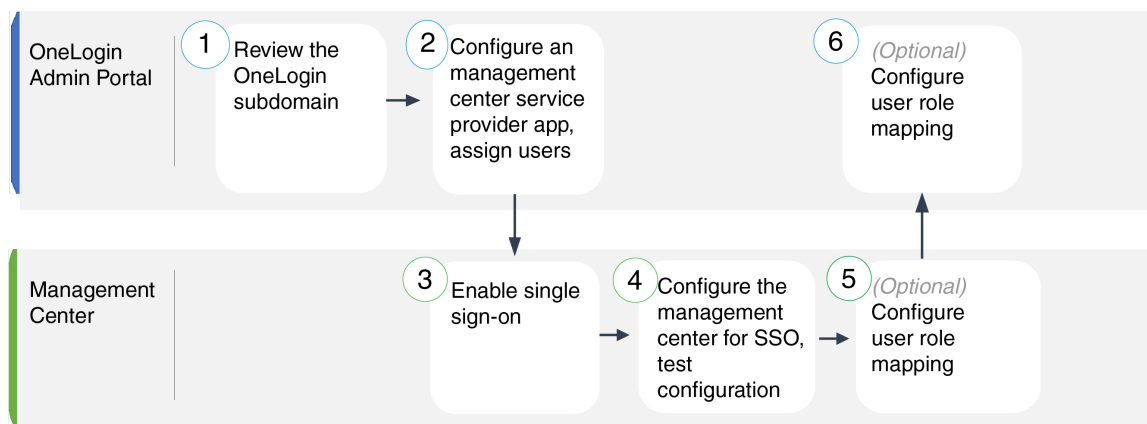 OneLogin
Admin Portal
1
Review the
OneLogin
subdomain
2
Configure an
management
center service
provider app,
assign users
6
(Optional)
Configure
user role
mapping
Management
Center
3
Enable single
sign-on
4
Configure the
management
center for SSO,
test
configuration
5
(Optional)
Configure
user role
mapping